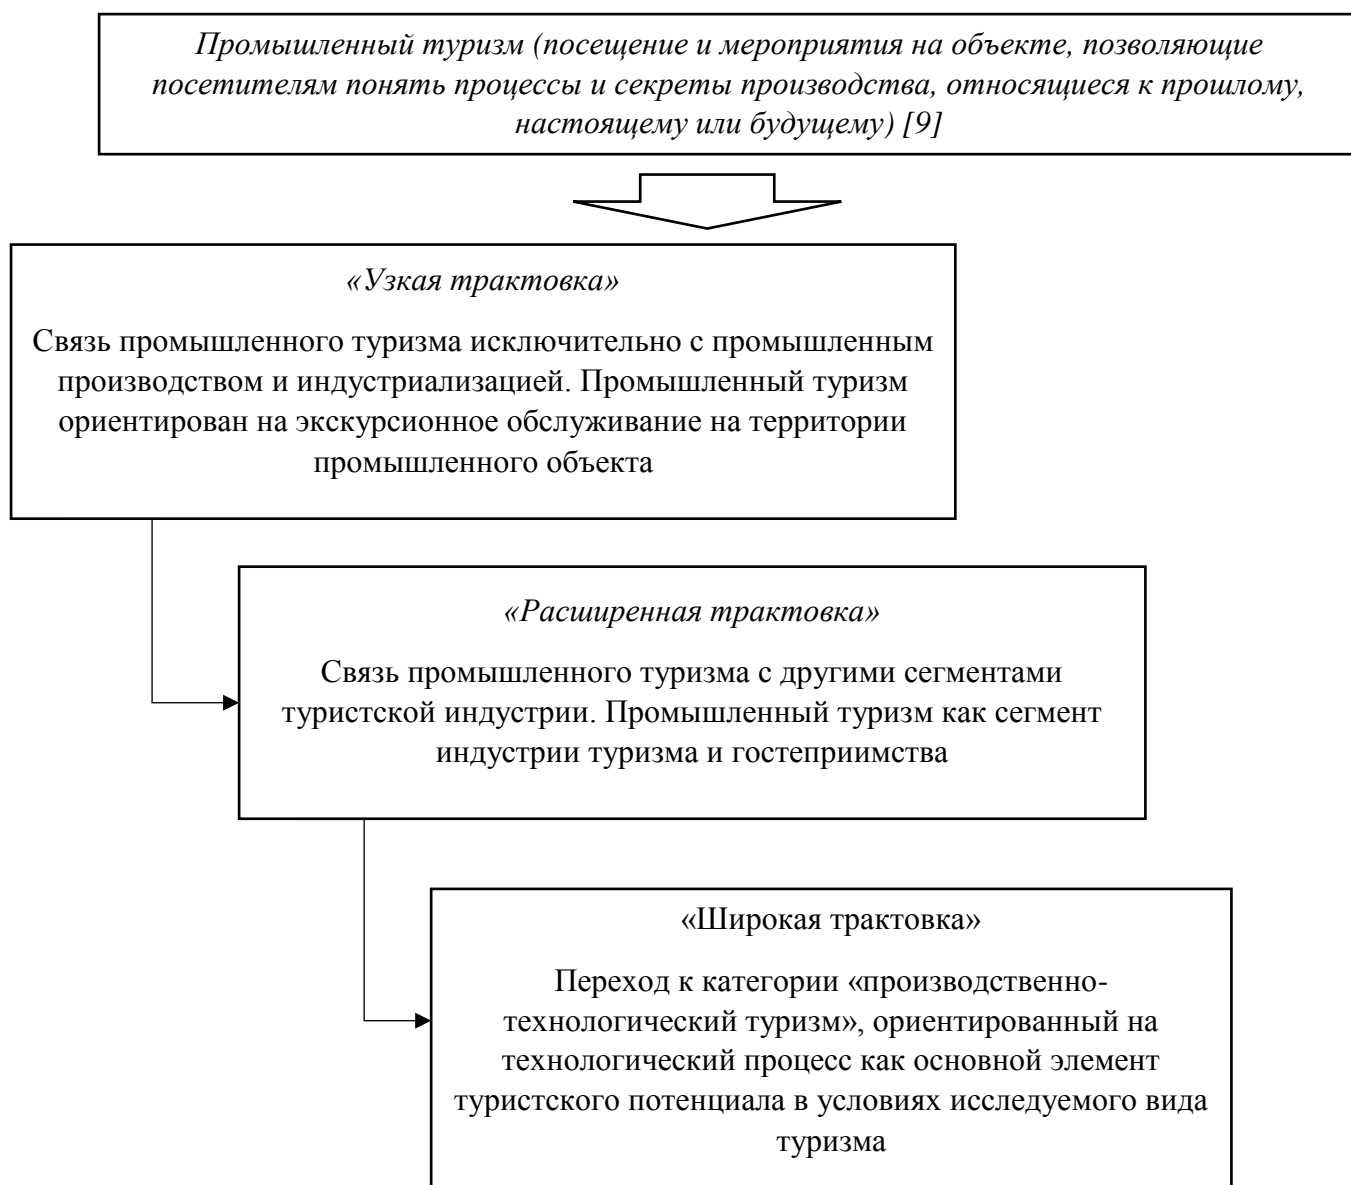 Промышленный туризм (посещение и мероприятия на объекте, позволяющие
посетителям понять процессы и секреты производства, относящиеся к прошлому,
настоящему или будущему) [9]
«Узкая трактовка»
Связь промышленного туризма исключительно с промышленным
производством и индустриализацией. Промышленный туризм
ориентирован на экскурсионное обслуживание на территории
промышленного объекта
«Расширенная трактовка»
Связь промышленного туризма с другими сегментами
туристской индустрии. Промышленный туризм как сегмент
индустрии туризма и гостеприимства
«Широкая трактовка»
Переход к категории «производственно-
технологический туризм», ориентированный на
технологический процесс как основной элемент
туристского потенциала в условиях исследуемого вида
туризма